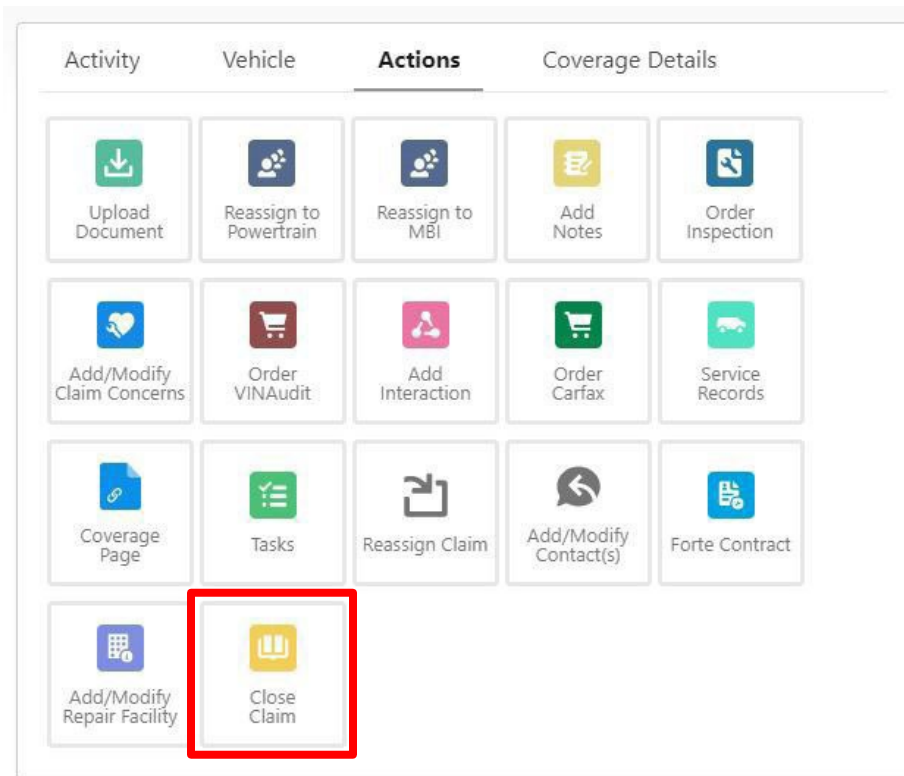 Activity
Vehicle
Actions
Coverage Details
Upload
Document
Reassign to
Powertrain
Reassign to
MBI
Add
Notes
Order
Inspection
Add/Modify
Claim Concerns
Order
VINAudit
Add
Interaction
Order
Carfax
Service
Records
Coverage
Page
Tasks
Reassign Claim
Add/Modify
Contact(s)
Forte Contract
Add/Modify
Repair Facility
Close
Claim